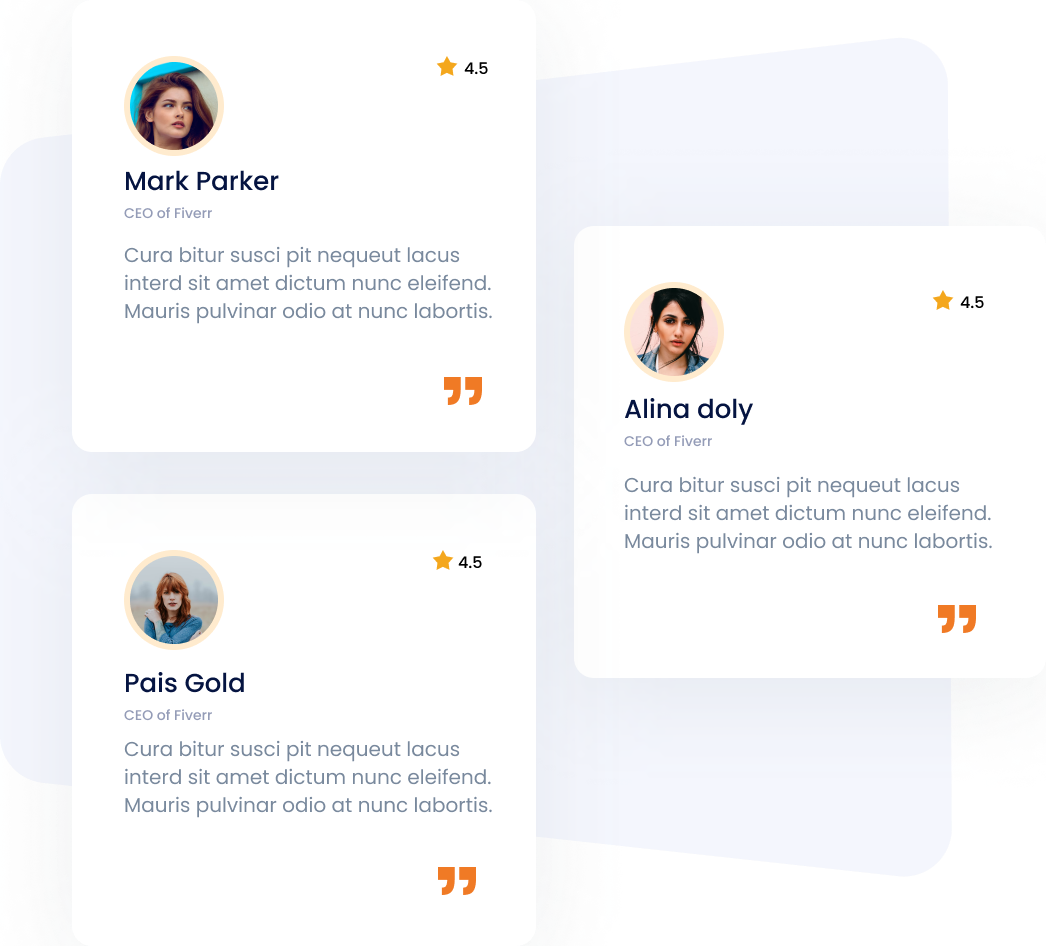 4.5
Mark Parker
CEO of Fiverr
Cura bitur susci pit nequeut lacus
interd sit amet dictum nunc eleifend.
Mauris pulvinar odio at nunc labortis.
”
4.5
Alina doly
CEO of Fiverr
Cura bitur susci pit nequeut lacus
interd sit amet dictum nunc eleifend.
Mauris pulvinar odio at nunc labortis.
”
4.5
Pais Gold
CEO of Fiverr
Cura bitur susci pit nequeut lacus
interd sit amet dictum nunc eleifend.
Mauris pulvinar odio at nunc labortis.
”